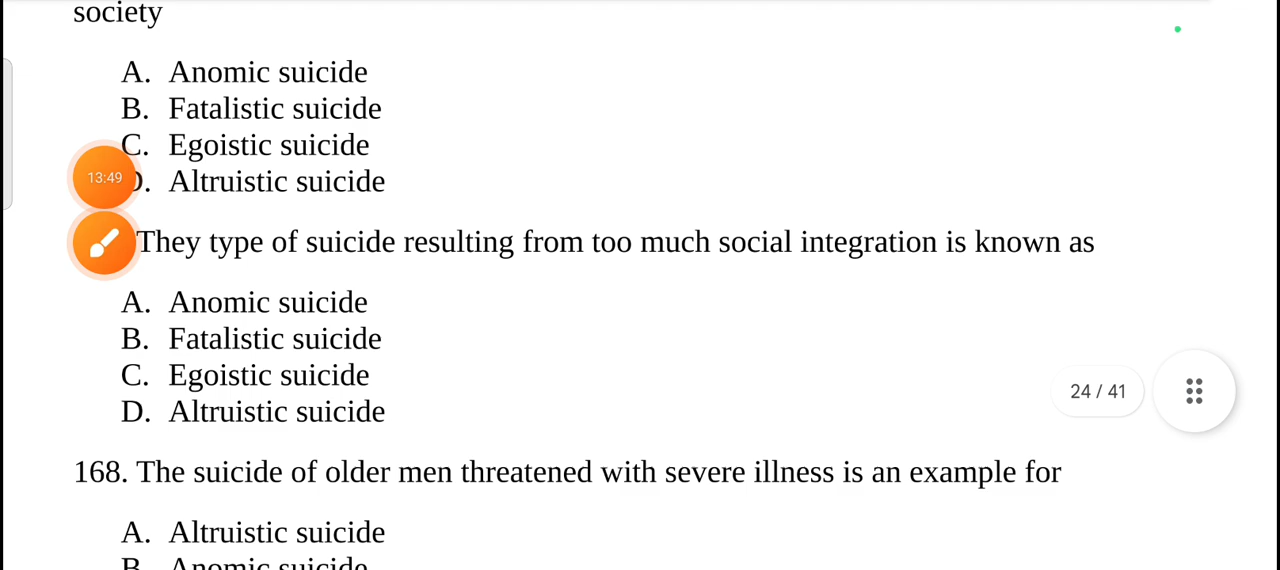 society
A. Anomic suicide
B. Fatalistic suicide
C. Egoistic suicide
D. Altruistic suicide
13:49
They type of suicide resulting from too much social integration is known as
A. Anomic suicide
B. Fatalistic suicide
C. Egoistic suicide
D. Altruistic suicide
24 / 41
168. The suicide of older men threatened with severe illness is an example for
A. Altruistic suicide
B. Anomic suicide